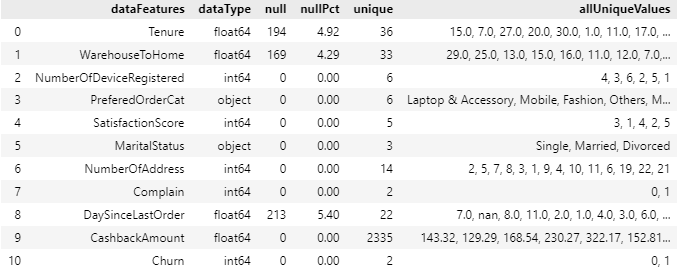 dataFeatures dataType null nullPct unique allUniqueValues
0 Tenure float64 194 4.92 36 15.0, 7.0, 27.0, 20.0, 30.0, 1.0, 11.0, 17.0, ...
1 WarehouseToHome float64 169 4.29 33 29.0, 25.0, 13.0, 15.0, 16.0, 11.0, 12.0, 7.0,...
2 NumberOfDeviceRegistered int64 0 0.00 6 4, 3, 6, 2, 5, 1
3 PreferedOrderCat object 0 0.00 6 Laptop & Accessory, Mobile, Fashion, Others, M...
4 SatisfactionScore int64 0 0.00 5 3, 1, 4, 2, 5
5 MaritalStatus object 0 0.00 3 Single, Married, Divorced
6 NumberOfAddress int64 0 0.00 14 2, 5, 7, 8, 3, 1, 9, 4, 10, 11, 6, 19, 22, 21
7 Complain int64 0 0.00 2 0, 1
8 DaySinceLastOrder float64 213 5.40 22 7.0, nan, 8.0, 11.0, 2.0, 1.0, 4.0, 3.0, 6.0, ...
9 CashbackAmount float64 0 0.00 2335 143.32, 129.29, 168.54, 230.27, 322.17, 152.81...
10 Churn int64 0 0.00 2 0, 1